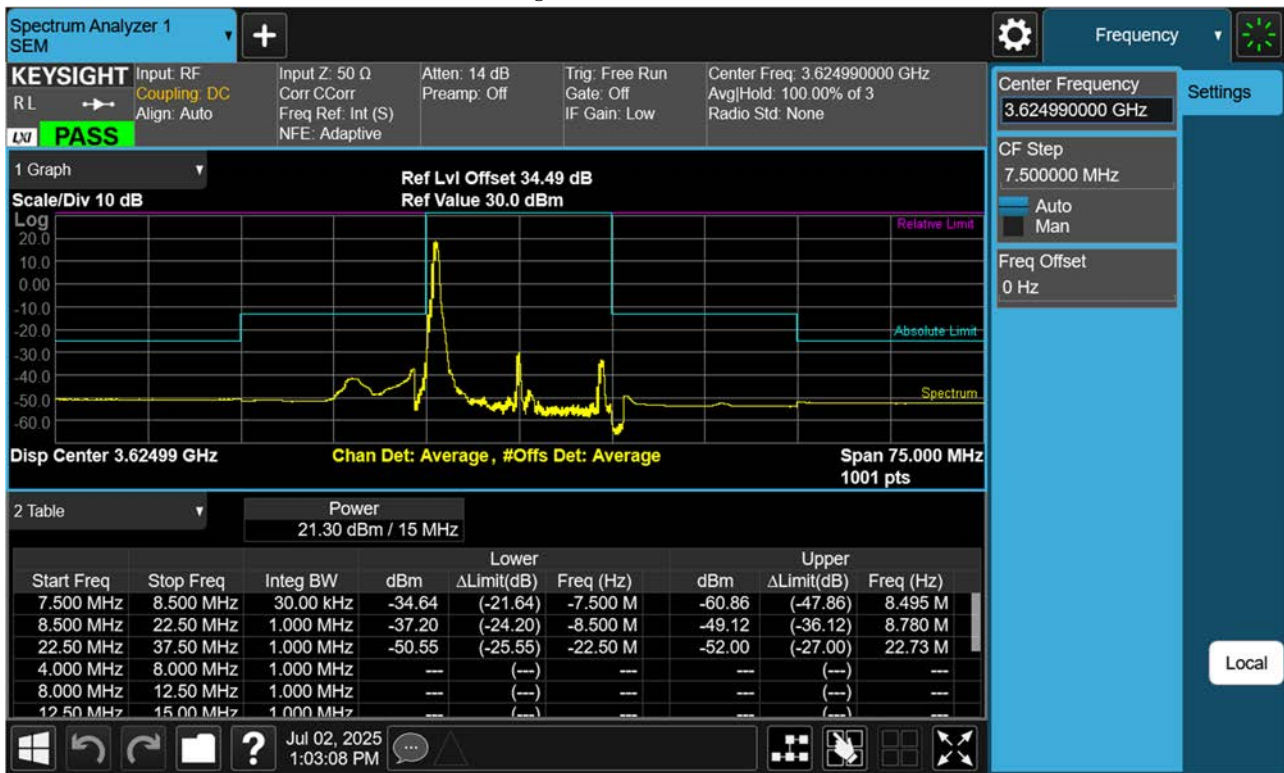 Spectrum Analyzer 1
SEM
Frequency
KEYSIGHT
R L
LXI PASS
Input: RF
Coupling: DC
Align: Auto
Input Z: 50 Ω
Corr CCorr
Freq Ref: Int (S)
NFE: Adaptive
Atten: 14 dB
Preamp: Off
Trig: Free Run
Gate: Off
IF Gain: Low
Center Freq: 3.624990000 GHz
Avg|Hold: 100.00% of 3
Radio Std: None
Center Frequency
3.624990000 GHz
Settings
CF Step
7.500000 MHz
Auto
Man
Freq Offset
0 Hz
Local
1 Graph
Ref Lvl Offset 34.49 dB
Scale/Div 10 dB Ref Value 30.0 dBm
Log
Relative Limit
20.0
10.0
0.00
-10.0
-20.0
Absolute Limit
-30.0
-40.0
-50.0
Spectrum
-60.0
Disp Center 3.62499 GHz Chan Det: Average, #Offs Det: Average Span 75.000 MHz
1001 pts
2 Table
Power
21.30 dBm / 15 MHz
Lower Upper
Start Freq Stop Freq Integ BW dBm ΔLimit(dB) Freq (Hz) dBm ΔLimit(dB) Freq (Hz)
7.500 MHz 8.500 MHz 30.00 kHz -34.64 (-21.64) -7.500 M -60.86 (-47.86) 8.495 M
8.500 MHz 22.50 MHz 1.000 MHz -37.20 (-24.20) -8.500 M -49.12 (-36.12) 8.780 M
22.50 MHz 37.50 MHz 1.000 MHz -50.55 (-25.55) -22.50 M -52.00 (-27.00) 22.73 M
4.000 MHz 8.000 MHz 1.000 MHz --- (---) --- --- (---) ---
8.000 MHz 12.50 MHz 1.000 MHz --- (---) --- --- (---) ---
12.50 MHz 15.00 MHz 1.000 MHz --- (---) --- --- (---) ---
Jul 02, 2025
1:03:08 PM